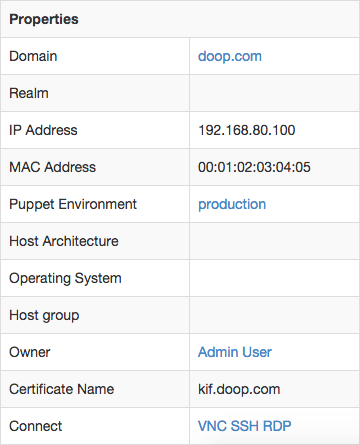 Properties
Domain doop.com
Realm
IP Address 192.168.80.100
MAC Address 00:01:02:03:04:05
Puppet Environment production
Host Architecture
Operating System
Host group
Owner Admin User
Certificate Name kif.doop.com
Connect VNC SSH RDP